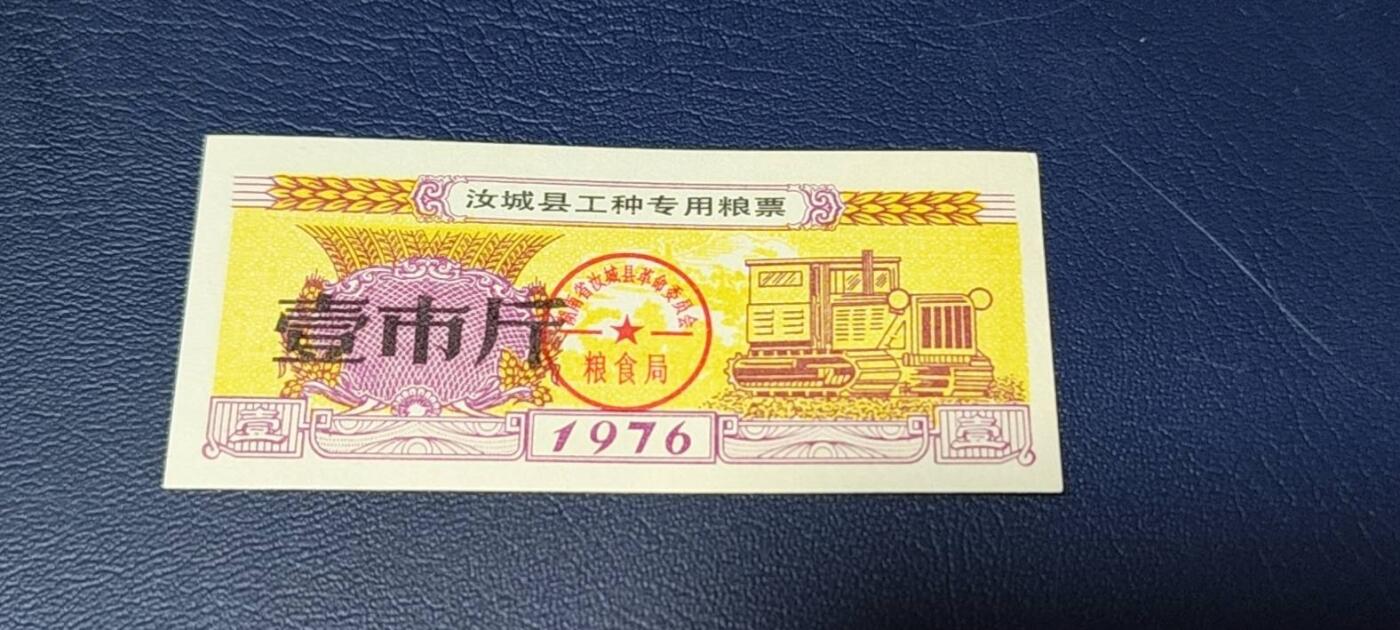 汝城县工种专用粮票
壹市斤
湖南省汝城县革命委员会
粮食局
壹
1976
壹